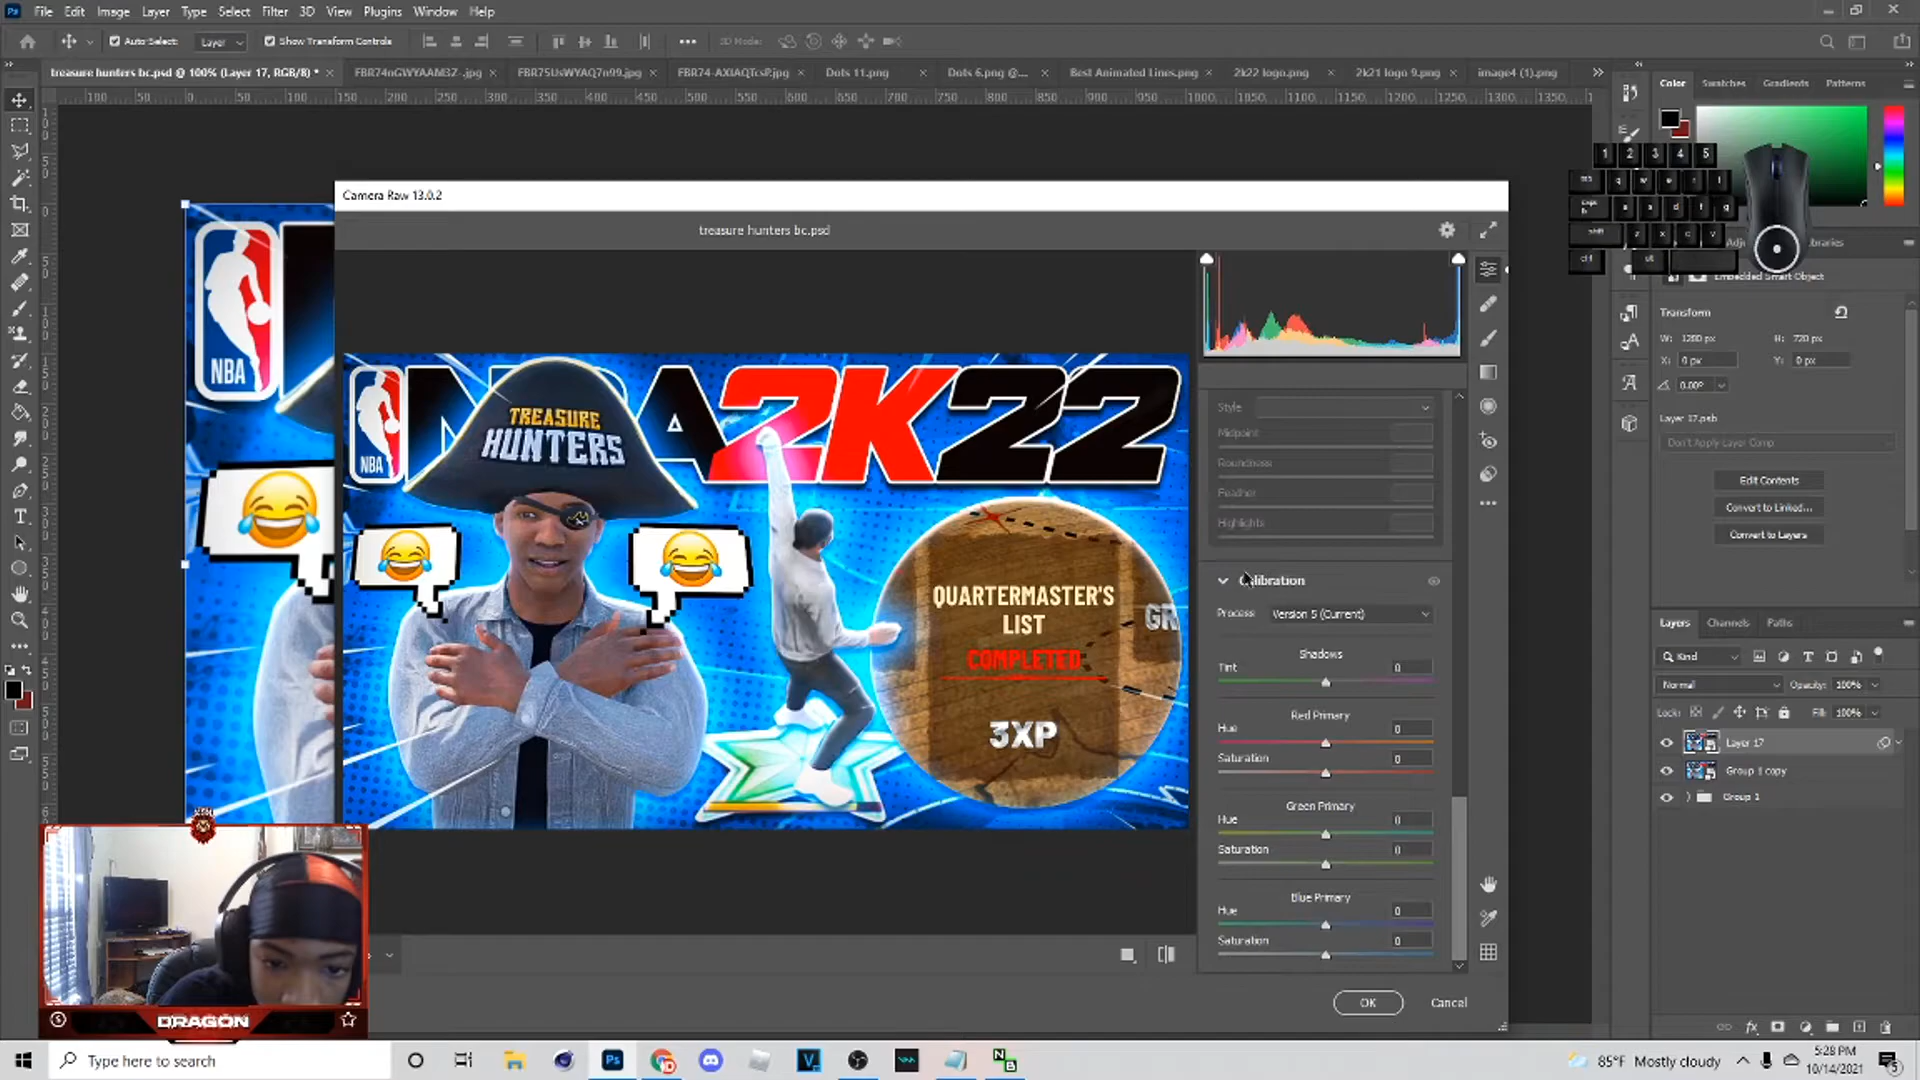 File Edit Image Layer Type Select Filter 3D View Plugins Window Help
Auto-Select: Layer Show Transform Controls 3D Mode:
treasure hunters bc.psd @ 100% (Layer 17, RGB/8) * Dots 11.png Dots 6.png @... Best Animated Lines.png 2k22 logo.png 2k21 logo 9.png image4 (1).png
Color Swatches Gradients Patterns
Camera Raw 13.0.2
treasure hunters bc.psd
NBA
NBA
NBA 2K22
TREASURE
HUNTERS
QUARTERMASTER'S
LIST
COMPLETED
3XP
GR
Style
Midpoint
Roundness
Feather
Highlights
Calibration
Process Version 5 (Current)
Shadows
Tint 0
Red Primary
Hue 0
Saturation 0
Green Primary
Hue 0
Saturation 0
Blue Primary
Hue 0
Saturation 0
OK Cancel
1 2 3 4 5
Embedded Smart Object
Transform
W: 1280 px H: 720 px
X: 0 px Y: 0 px
0.00°
Layer 17.psb
Don't Apply Layer Comp
Edit Contents
Convert to Linked...
Convert to Layers
Layers Channels Paths
Kind
Normal Opacity: 100%
Lock: Fill: 100%
Layer 17
Group 1 copy
Group 1
DRAGON
Type here to search
85°F Mostly cloudy
5:28 PM
10/14/2021